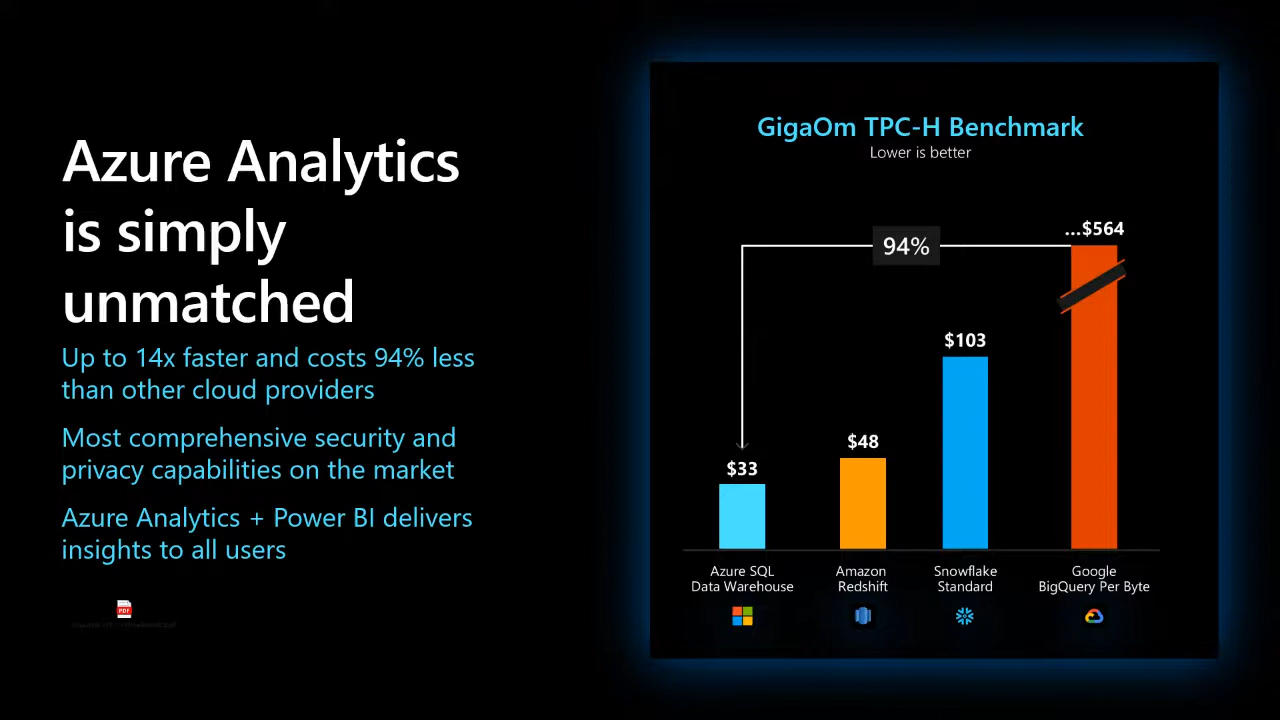 Azure Analytics
is simply
unmatched
Up to 14x faster and costs 94% less
than other cloud providers
Most comprehensive security and
privacy capabilities on the market
Azure Analytics + Power BI delivers
insights to all users
PDF
GigaOm TPC-H Benchmark
Lower is better
94%
...$564
$103
$48
$33
Azure SQL
Data Warehouse
Amazon
Redshift
Snowflake
Standard
Google
BigQuery Per Byte